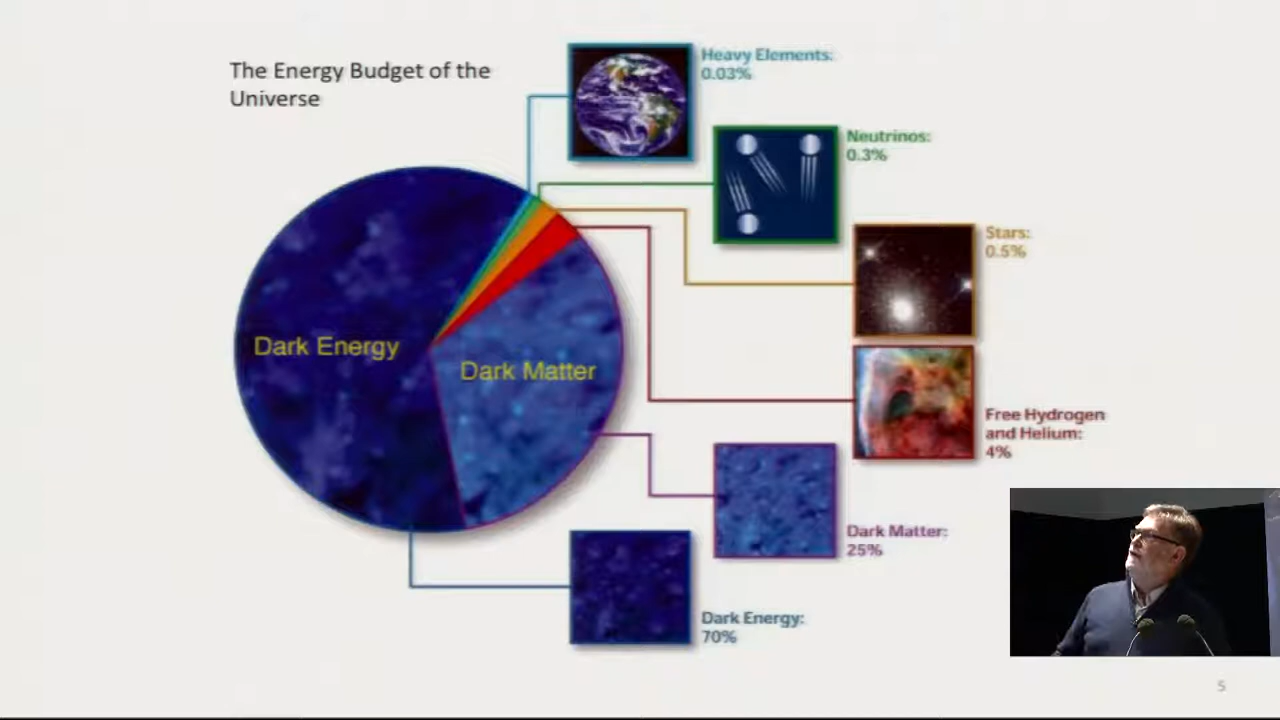 The Energy Budget of the
Universe
Heavy Elements:
0.03%
Neutrinos:
0.3%
Stars:
0.5%
Dark Energy
Dark Matter
Free Hydrogen
and Helium:
4%
Dark Matter:
25%
Dark Energy:
70%
5